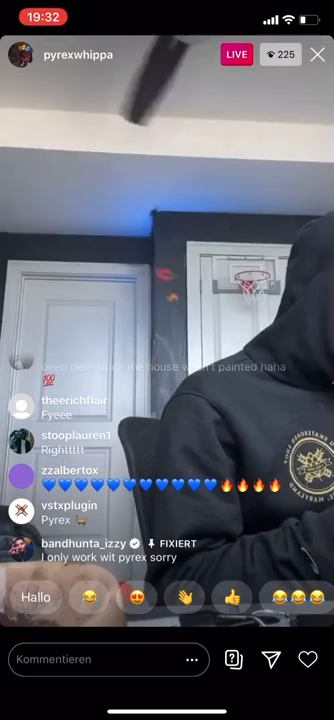 19:32
pyrexwhippa
LIVE
225
been here since the house wasn't painted haha
💯
theerichflair
Fyeee
stooplauren1
Rightttttt
zzalbertox
💙💙💙💙💙💙💙💙💙💙💙🔥🔥🔥🔥
vstxplugin
Pyrex 🐐
bandhunta_izzy FIXIERT
I only work wit pyrex sorry
Hallo 😂 😍 👋 👍 😂😂😂
Kommentieren